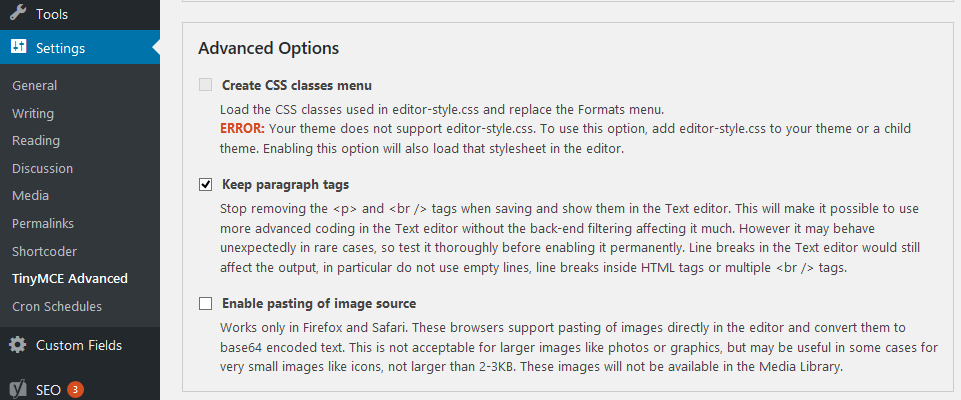 Tools
Settings
General
Writing
Reading
Discussion
Media
Permalinks
Shortcoder
TinyMCE Advanced
Cron Schedules
Custom Fields
SEO 3
Advanced Options
Create CSS classes menu
Load the CSS classes used in editor-style.css and replace the Formats menu.
ERROR: Your theme does not support editor-style.css. To use this option, add editor-style.css to your theme or a child
theme. Enabling this option will also load that stylesheet in the editor.
Keep paragraph tags
Stop removing the <p> and <br /> tags when saving and show them in the Text editor. This will make it possible to use
more advanced coding in the Text editor without the back-end filtering affecting it much. However it may behave
unexpectedly in rare cases, so test it thoroughly before enabling it permanently. Line breaks in the Text editor would still
affect the output, in particular do not use empty lines, line breaks inside HTML tags or multiple <br /> tags.
Enable pasting of image source
Works only in Firefox and Safari. These browsers support pasting of images directly in the editor and convert them to
base64 encoded text. This is not acceptable for larger images like photos or graphics, but may be useful in some cases for
very small images like icons, not larger than 2-3KB. These images will not be available in the Media Library.